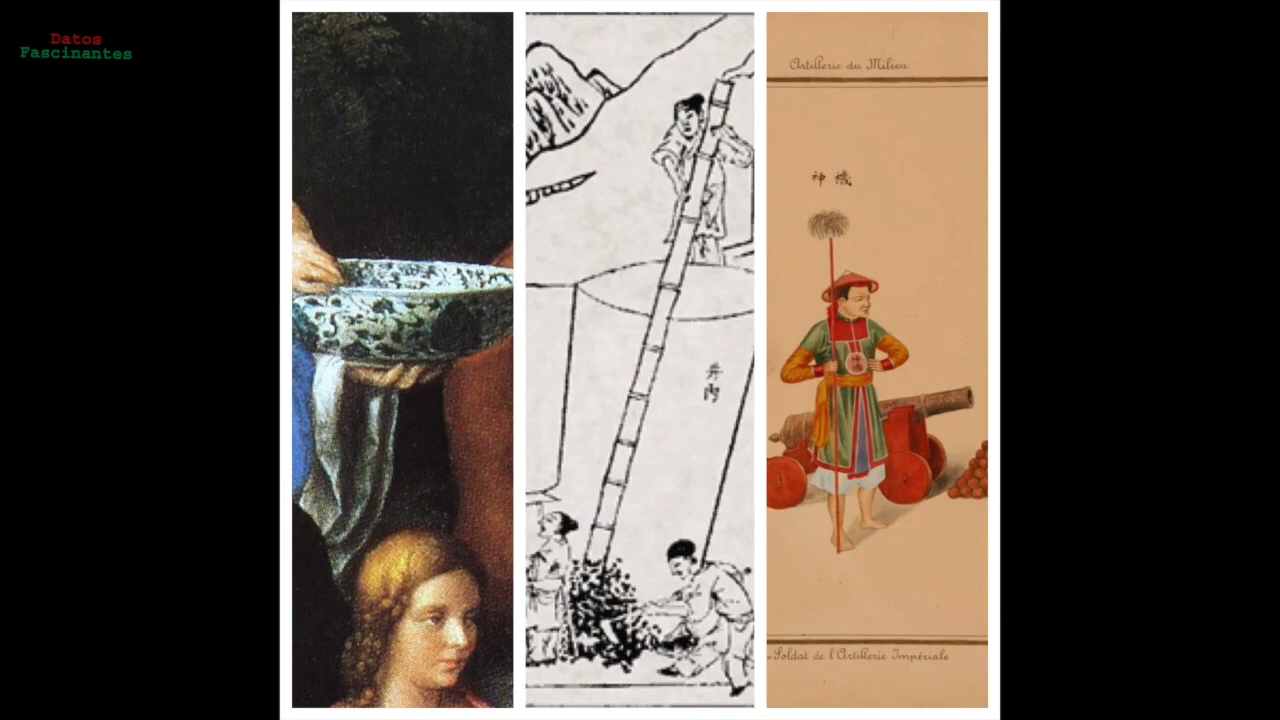 Datos
Fascinantes
井
內
Artillerie du Milieu
神機
Soldat de l'Artillerie Impériale